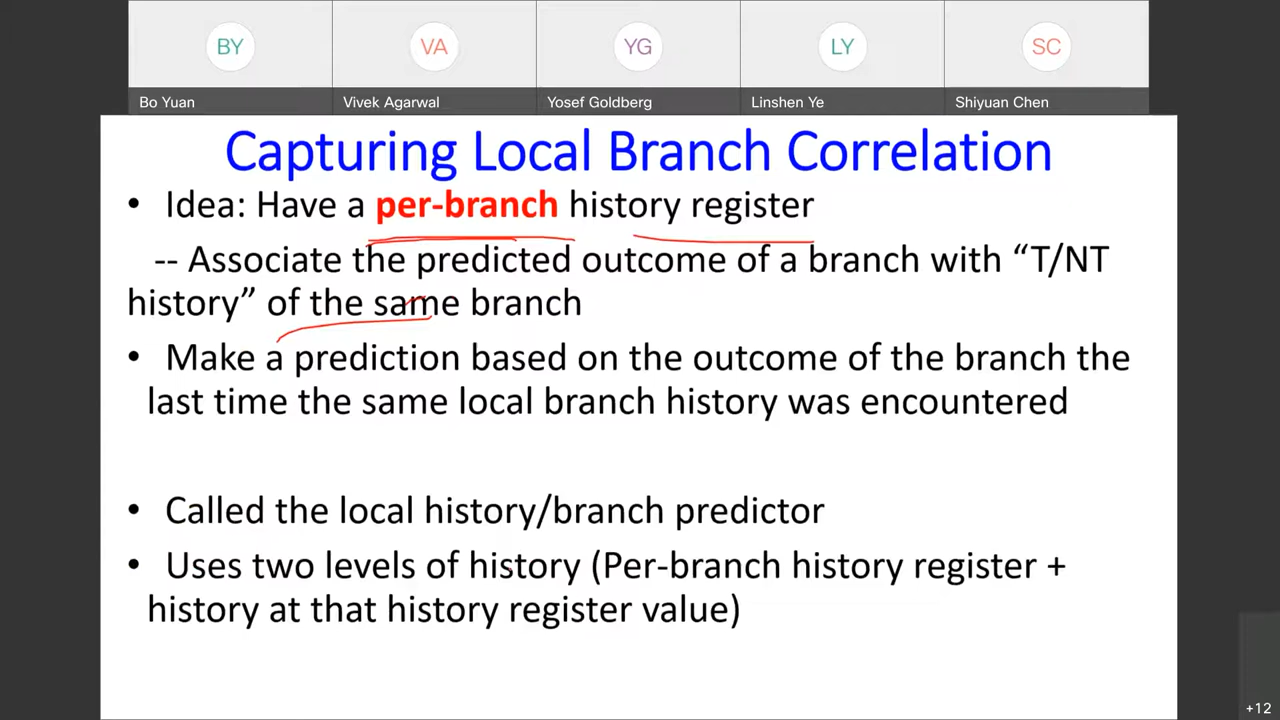 BY
VA
YG
LY
SC
Bo Yuan
Vivek Agarwal
Yosef Goldberg
Linshen Ye
Shiyuan Chen
Capturing Local Branch Correlation
• Idea: Have a per-branch history register
-- Associate the predicted outcome of a branch with “T/NT
history” of the same branch
• Make a prediction based on the outcome of the branch the
last time the same local branch history was encountered
• Called the local history/branch predictor
• Uses two levels of history (Per-branch history register +
history at that history register value)
+12